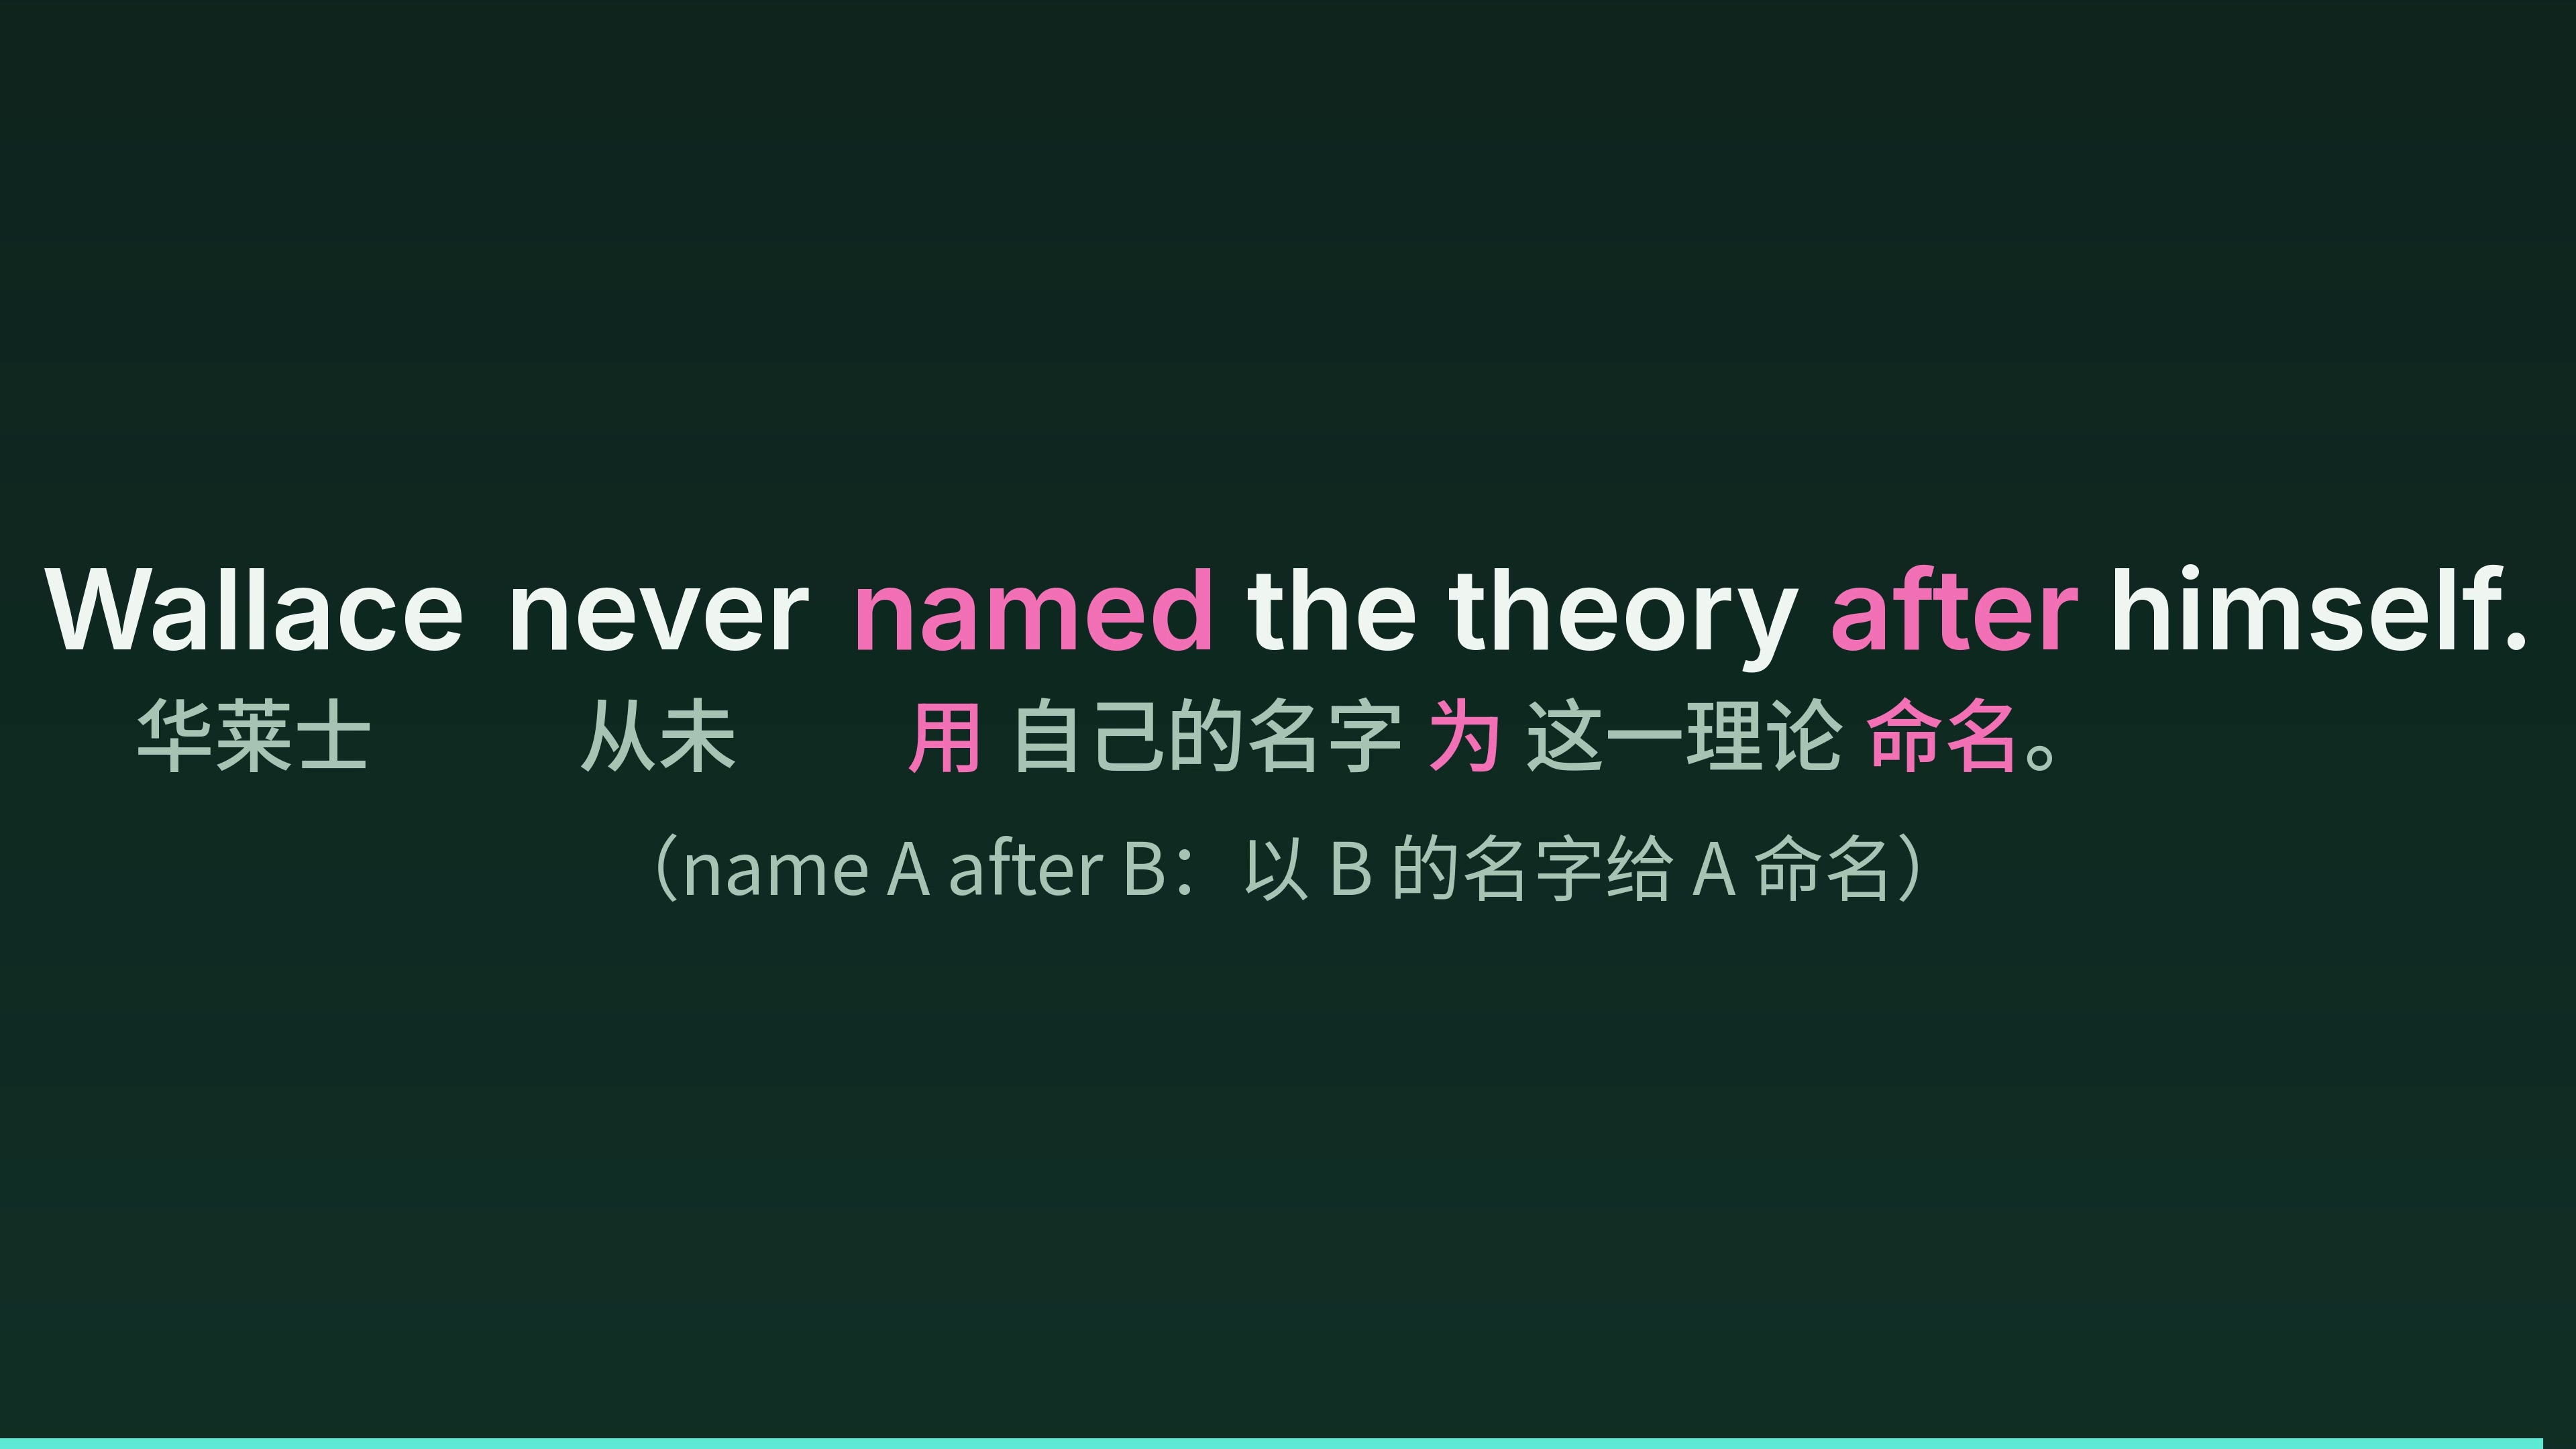 Wallace never named the theory after himself.
华莱士 从未 用 自己的名字 为 这一理论 命名。
（name A after B：以 B 的名字给 A 命名）